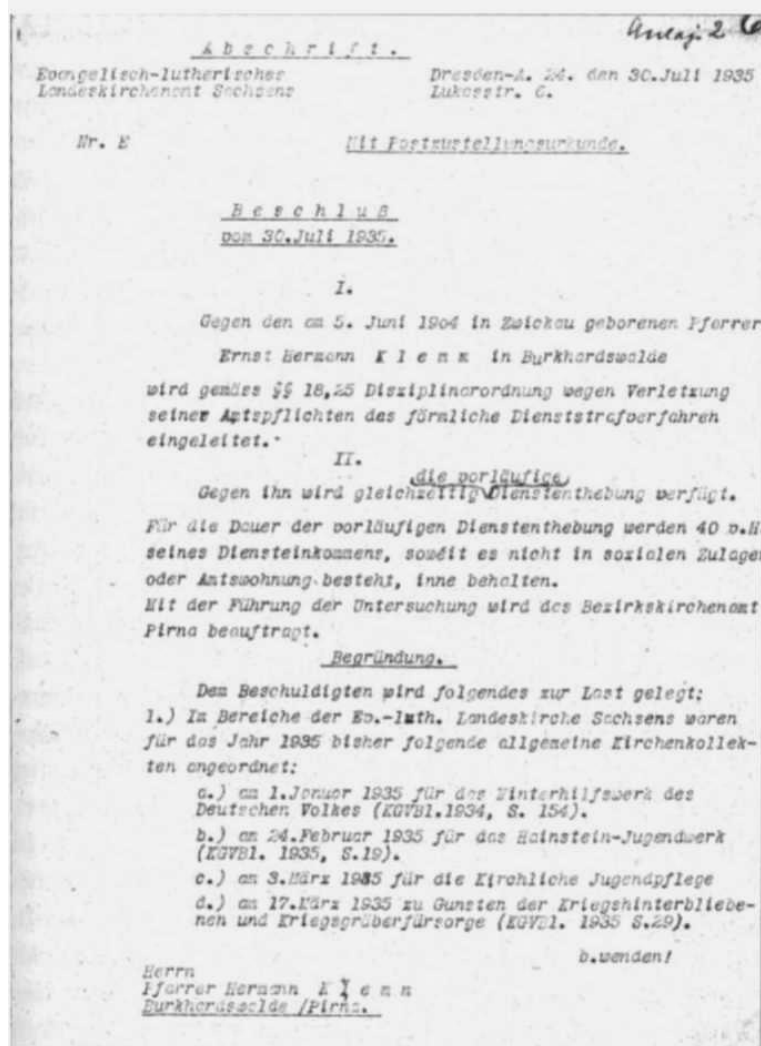 Anlage 2
A b s c h r i f t .
Evangelisch-lutherisches Dresden-A. 24. den 30.Juli 1935
Landeskirchenamt Sachsens Lukasstr. 6.
Nr. E Mit Postzustellungsurkunde.
B e s c h l u ß
vom 30.Juli 1935.
I.
Gegen den am 5. Juni 1904 in Zwickau geborenen Pfarrer
Ernst Hermann K l e m m in Burkhardswalde
wird gemäss §§ 18,25 Disziplinarordnung wegen Verletzung
seiner Amtspflichten das förmliche Dienststrafverfahren
eingeleitet.
II.
die vorläufige
Gegen ihn wird gleichzeitig Dienstenthebung verfügt.
Für die Dauer der vorläufigen Dienstenthebung werden 40 v.H
seines Diensteinkommens, soweit es nicht in sozialen Zulagen
oder Amtswohnung besteht, inne behalten.
Mit der Führung der Untersuchung wird das Bezirkskirchenamt
Pirna beauftragt.
Begründung.
Dem Beschuldigten wird folgendes zur Last gelegt:
1.) Im Bereiche der Ev.-luth. Landeskirche Sachsens waren
für das Jahr 1935 bisher folgende allgemeine Kirchenkollek-
ten angeordnet:
a.) am 1.Januar 1935 für das Winterhilfswerk des
Deutschen Volkes (KGVBl.1934, S. 154).
b.) am 24.Februar 1935 für das Hainstein-Jugendwerk
(KGVBl. 1935, S.19).
c.) am 3.März 1935 für die Kirchliche Jugendpflege
d.) am 17.März 1935 zu Gunsten der Kriegshinterbliebe-
nen und Kriegsgräberfürsorge (KGVBl. 1935 S.29).
b.wenden!
Herrn
Pfarrer Hermann K l e m m
Burkhardswalde /Pirna.